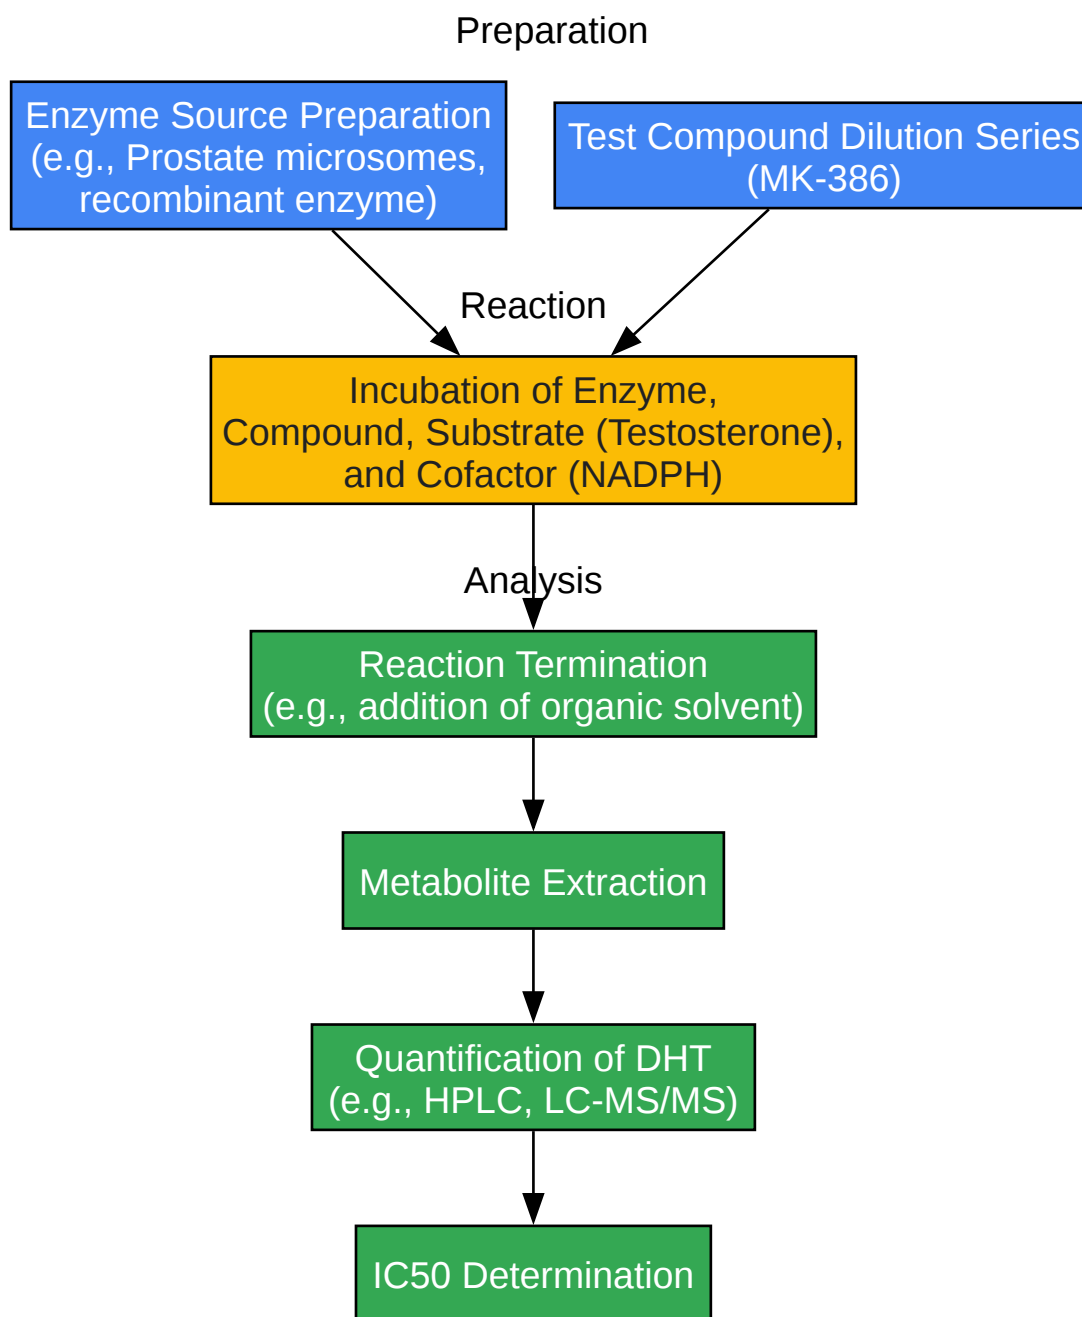 Preparation
Enzyme Source Preparation
(e.g., Prostate microsomes,
recombinant enzyme)
Test Compound Dilution Series
(MK-386)
Reaction
Incubation of Enzyme,
Compound, Substrate (Testosterone),
and Cofactor (NADPH)
Analysis
Reaction Termination
(e.g., addition of organic solvent)
Metabolite Extraction
Quantification of DHT
(e.g., HPLC, LC-MS/MS)
IC50 Determination